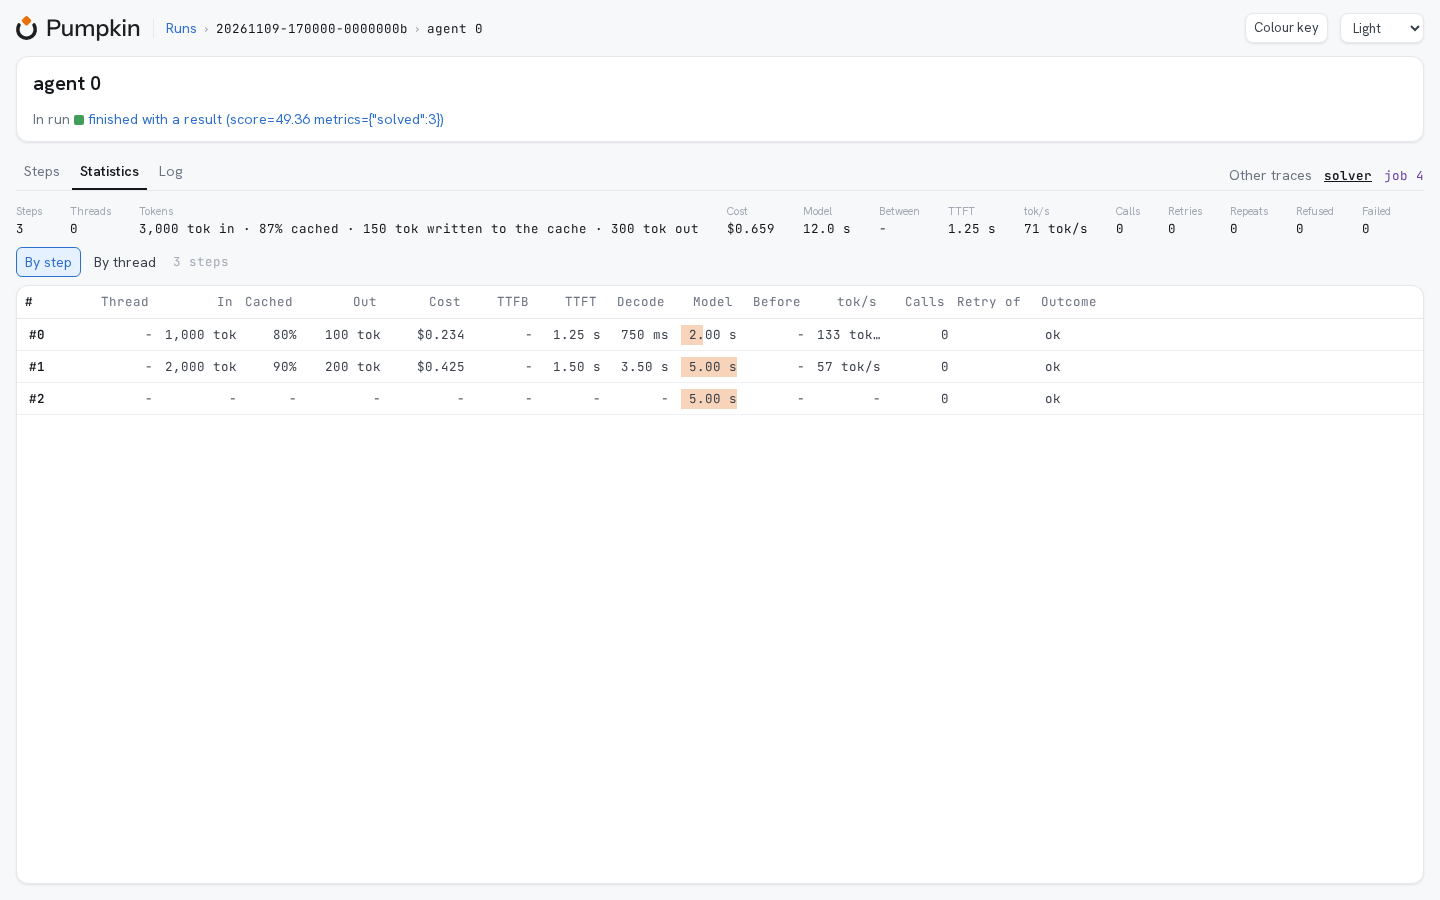 Pumpkin Runs › 20261109-170000-0000000b › agent 0 Colour key Light
agent 0
In run finished with a result (score=49.36 metrics={"solved":3})
Steps Statistics Log Other traces solver job 4
Steps Threads Tokens Cost Model Between TTFT tok/s Calls Retries Repeats Refused Failed
3 0 3,000 tok in · 87% cached · 150 tok written to the cache · 300 tok out $0.659 12.0 s - 1.25 s 71 tok/s 0 0 0 0 0
By step By thread 3 steps
# Thread In Cached Out Cost TTFB TTFT Decode Model Before tok/s Calls Retry of Outcome
#0 - 1,000 tok 80% 100 tok $0.234 - 1.25 s 750 ms 2.00 s - 133 tok… 0 ok
#1 - 2,000 tok 90% 200 tok $0.425 - 1.50 s 3.50 s 5.00 s - 57 tok/s 0 ok
#2 - - - - - - - - 5.00 s - - 0 ok